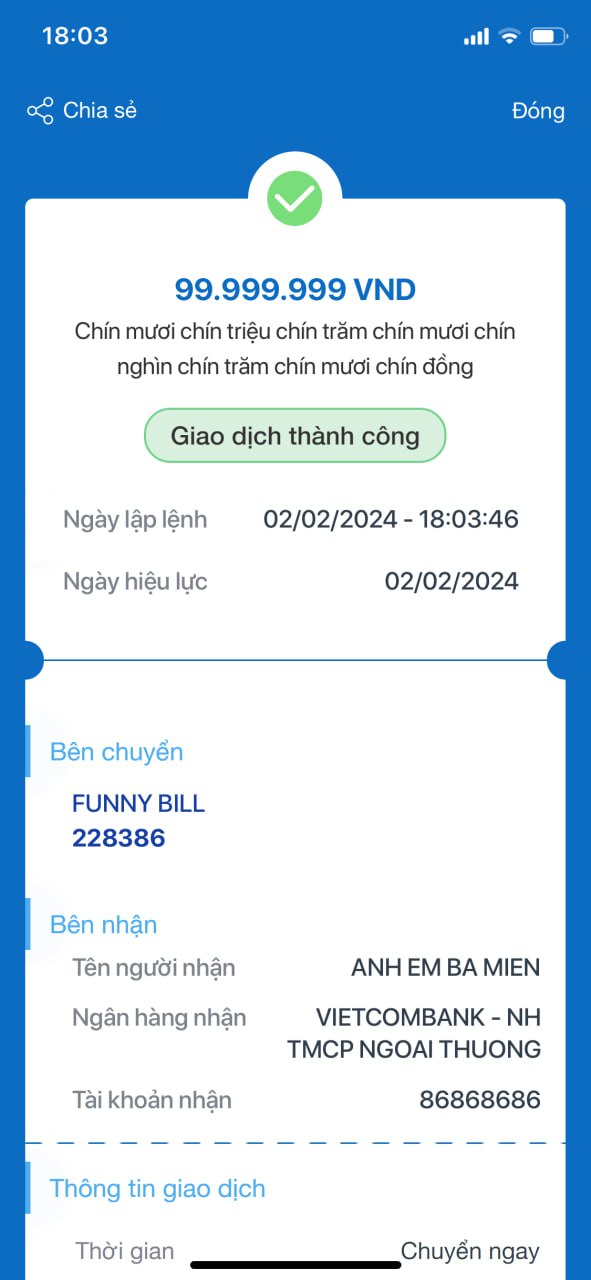 18:03
Chia sẻ
Đóng
99.999.999 VND
Chín mươi chín triệu chín trăm chín mươi chín
nghìn chín trăm chín mươi chín đồng
Giao dịch thành công
Ngày lập lệnh 02/02/2024 - 18:03:46
Ngày hiệu lực 02/02/2024
Bên chuyển
FUNNY BILL
228386
Bên nhận
Tên người nhận ANH EM BA MIEN
Ngân hàng nhận VIETCOMBANK - NH
TMCP NGOAI THUONG
Tài khoản nhận 86868686
Thông tin giao dịch
Thời gian Chuyển ngay